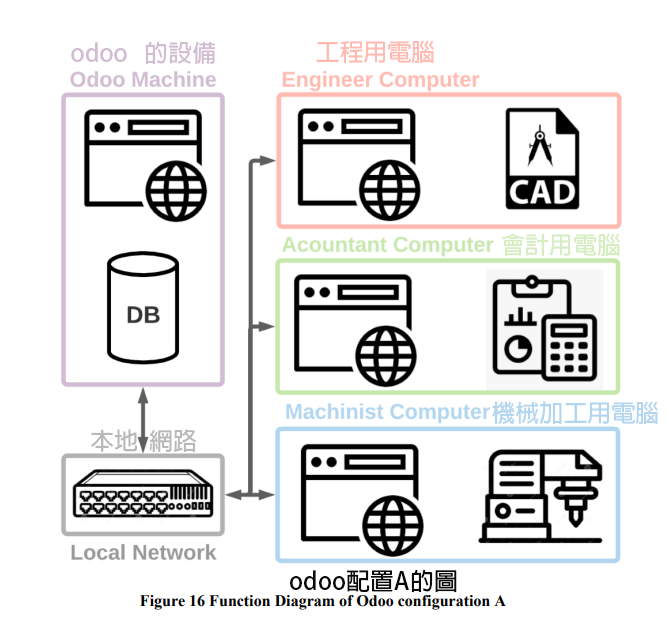 odoo 的設備
Odoo Machine
DB
本地 網路
Local Network
工程用電腦
Engineer Computer
CAD
Acountant Computer 會計用電腦
Machinist Computer機械加工用電腦
odoo配置A的圖
Figure 16 Function Diagram of Odoo configuration A